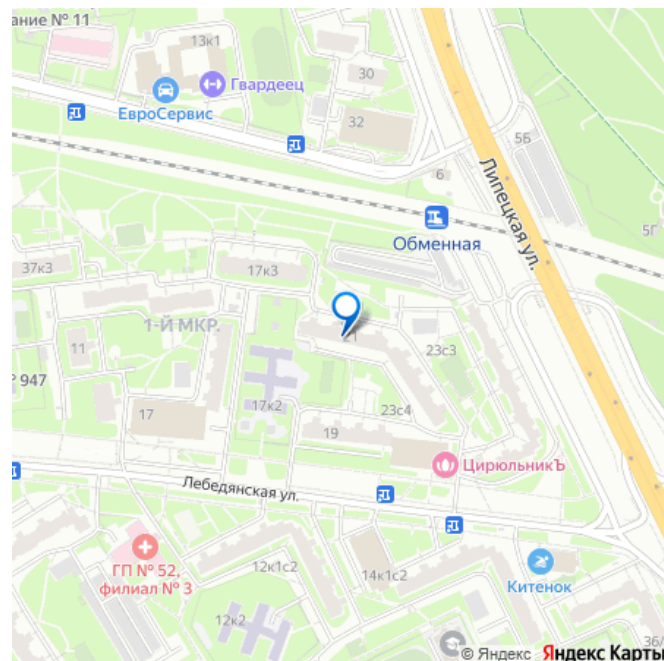 ание № 11
13к1
Гвардеец
30
ЕвроСервис
32
5Б
6
Липецкая ул.
Обменная
5Г
37к3
17к3
1-Й МКР.
1
11
23с3
№ 947
17
17к2
23с4
19
ЦирюльникЪ
Лебедянская ул.
ГП № 52,
филиал № 3
12к1с2
14к1с2
Китенок
12к2
36/
© Яндекс Яндекс Карты